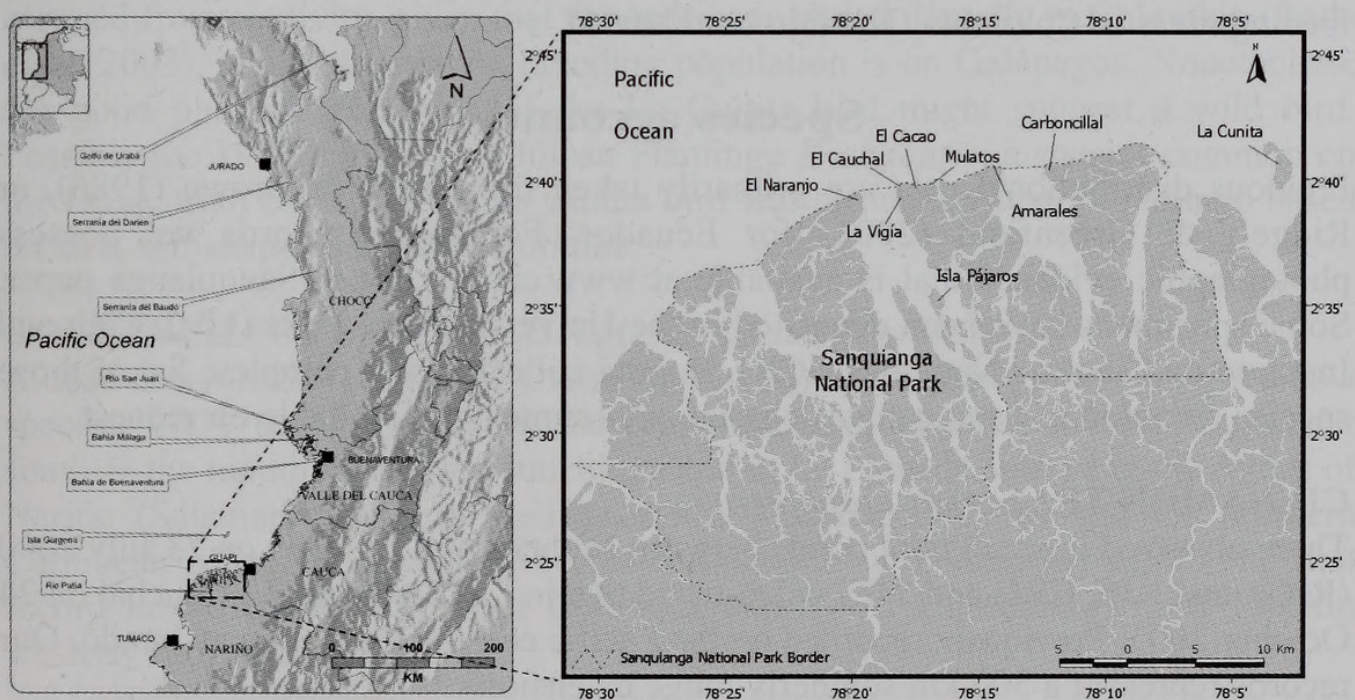 N
Golfo de Urabá
JURADO
Serranía del Darien
Serranía del Baudó
CHOCÓ
Pacific Ocean
Río San Juan
Bahía Málaga
BUENAVENTURA
Bahía de Buenaventura
VALLE DEL CAUCA
Isla Gorgona
GUAPI
CAUCA
Río Patía
TUMACO
NARIÑO
0 100 200
KM
78°30' 78°25' 78°20' 78°15' 78°10' 78°5'
2°45'
2°40'
2°35'
2°30'
2°25'
N
Pacific
Ocean
El Cacao
Carboncillal
La Cunita
El Cauchal
Mulatos
El Naranjo
Amarales
La Vigía
Isla Pájaros
Sanquianga
National Park
Sanquianga National Park Border
5 0 5 10 Km
2°45'
2°40'
2°35'
2°30'
2°25'
78°30' 78°25' 78°20' 78°15' 78°10' 78°5'